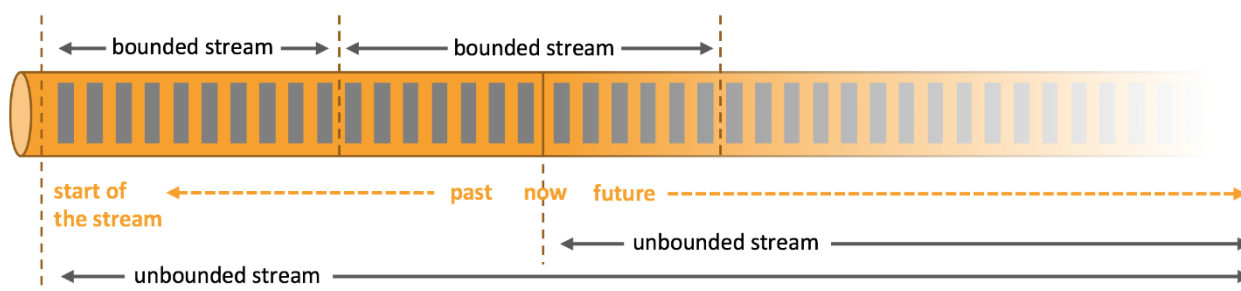 bounded stream
bounded stream
start of
the stream
past now future
unbounded stream
unbounded stream